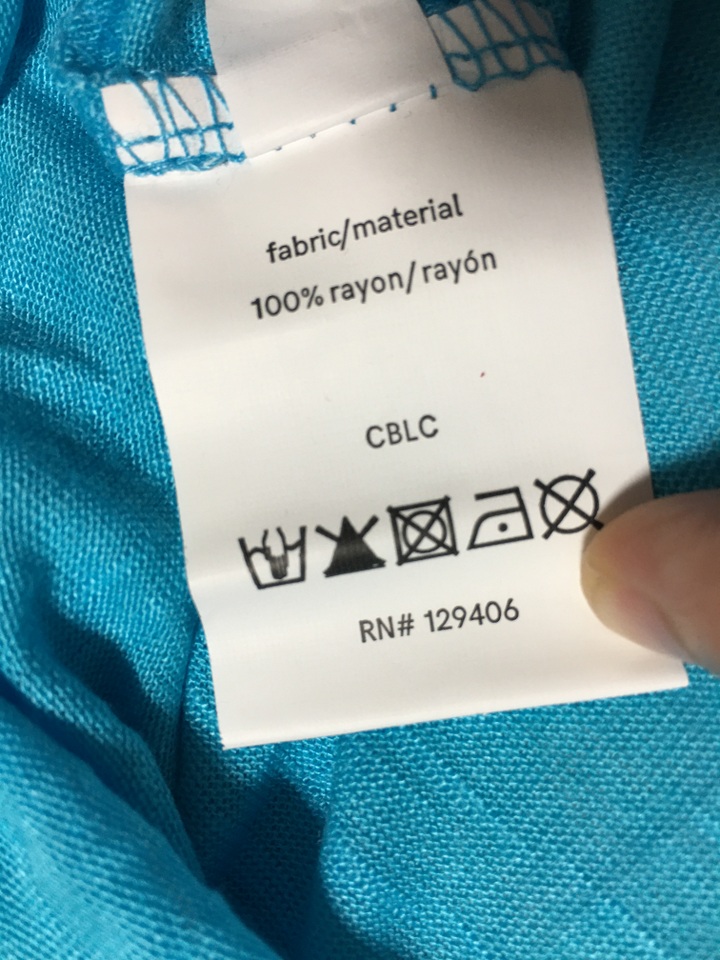 fabric/material
100% rayon/rayón
CBLC
RN# 129406